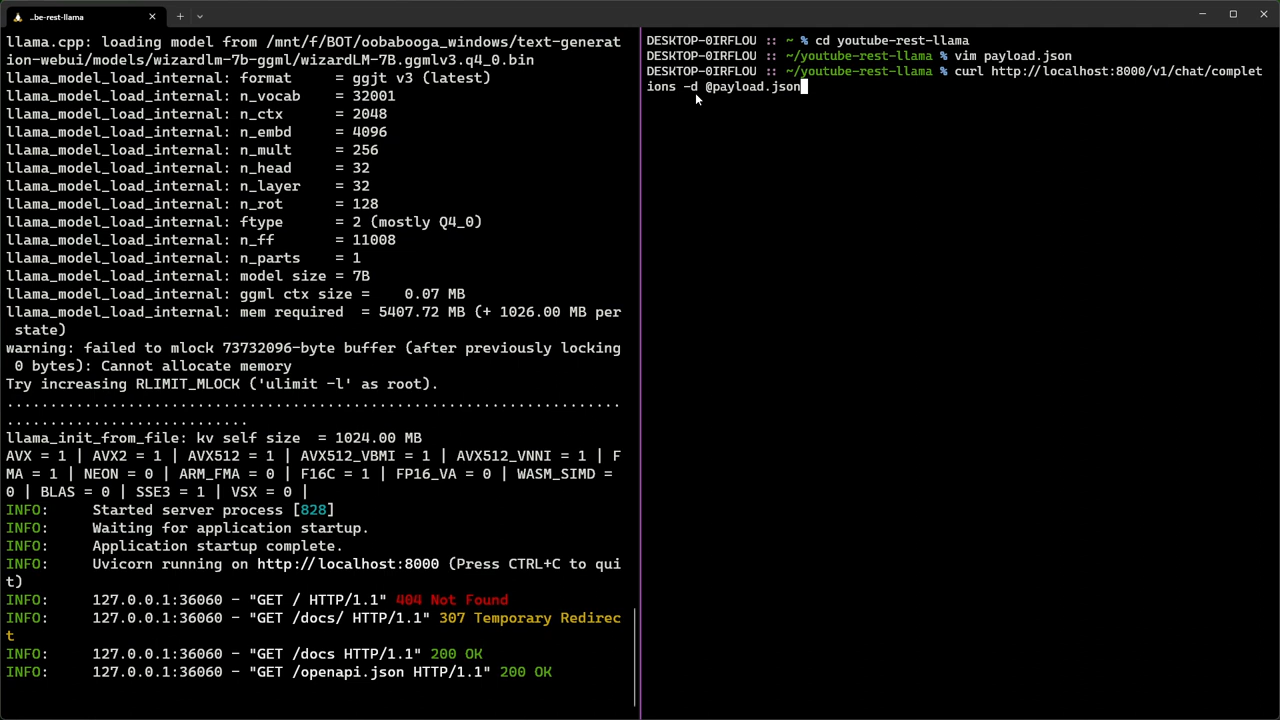 ..be-rest-llama
llama.cpp: loading model from /mnt/f/BOT/oobabooga_windows/text-generat
ion-webui/models/wizardlm-7b-ggml/wizardLM-7B.ggmlv3.q4_0.bin
llama_model_load_internal: format     = ggjt v3 (latest)
llama_model_load_internal: n_vocab    = 32001
llama_model_load_internal: n_ctx      = 2048
llama_model_load_internal: n_embd     = 4096
llama_model_load_internal: n_mult     = 256
llama_model_load_internal: n_head     = 32
llama_model_load_internal: n_layer    = 32
llama_model_load_internal: n_rot      = 128
llama_model_load_internal: ftype      = 2 (mostly Q4_0)
llama_model_load_internal: n_ff       = 11008
llama_model_load_internal: n_parts    = 1
llama_model_load_internal: model size = 7B
llama_model_load_internal: ggml ctx size =    0.07 MB
llama_model_load_internal: mem required  = 5407.72 MB (+ 1026.00 MB per
 state)
warning: failed to mlock 73732096-byte buffer (after previously locking
 0 bytes): Cannot allocate memory
Try increasing RLIMIT_MLOCK ('ulimit -l' as root).
.......................................................................
............................
llama_init_from_file: kv self size  = 1024.00 MB
AVX = 1 | AVX2 = 1 | AVX512 = 1 | AVX512_VBMI = 1 | AVX512_VNNI = 1 | F
MA = 1 | NEON = 0 | ARM_FMA = 0 | F16C = 1 | FP16_VA = 0 | WASM_SIMD =
0 | BLAS = 0 | SSE3 = 1 | VSX = 0 |
INFO:     Started server process [828]
INFO:     Waiting for application startup.
INFO:     Application startup complete.
INFO:     Uvicorn running on http://localhost:8000 (Press CTRL+C to qui
t)
INFO:     127.0.0.1:36060 - "GET / HTTP/1.1" 404 Not Found
INFO:     127.0.0.1:36060 - "GET /docs/ HTTP/1.1" 307 Temporary Redirec
t
INFO:     127.0.0.1:36060 - "GET /docs HTTP/1.1" 200 OK
INFO:     127.0.0.1:36060 - "GET /openapi.json HTTP/1.1" 200 OK
DESKTOP-0IRFLOU :: ~ % cd youtube-rest-llama
DESKTOP-0IRFLOU :: ~/youtube-rest-llama % vim payload.json
DESKTOP-0IRFLOU :: ~/youtube-rest-llama % curl http://localhost:8000/v1/chat/complet
ions -d @payload.json